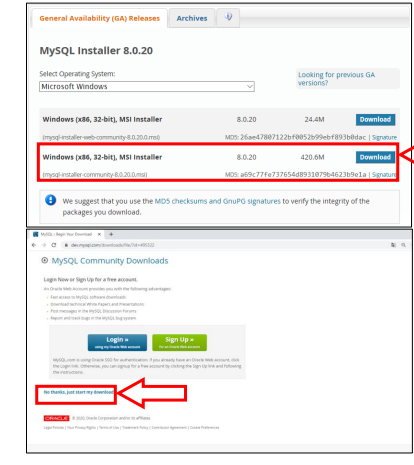 General Availability (GA) Releases
Archives
MySQL Installer 8.0.20
Select Operating System:
Looking for previous GA
versions?
Microsoft Windows
Windows (x86, 32-bit), MSI Installer 8.0.20 24.4M Download
(mysql-installer-web-community-8.0.20.0.msi) MD5: 26ae47807122bf0052b99ebf893b0dac | Signature
Windows (x86, 32-bit), MSI Installer 8.0.20 420.6M Download
(mysql-installer-community-8.0.20.0.msi) MD5: a69c77fe737654d8931079b4623b9e1a | Signature
We suggest that you use the MD5 checksums and GnuPG signatures to verify the integrity of the
packages you download.
MySQL :: Begin Your Download
dev.mysql.com/downloads/file/?id=495322
MySQL Community Downloads
Login Now or Sign Up for a free account.
An Oracle Web Account provides you with the following advantages:
Fast access to MySQL software downloads
Download technical White Papers and Presentations
Post messages in the MySQL Discussion Forums
Report and track bugs in the MySQL bug system
Login »
using my Oracle Web account
Sign Up »
for an Oracle Web account
MySQL.com is using Oracle SSO for authentication. If you already have an Oracle Web account, click
the Login link. Otherwise, you can signup for a free account by clicking the Sign Up link and following
the instructions.
No thanks, just start my download.
ORACLE © 2020, Oracle Corporation and/or its affiliates
Legal Policies | Your Privacy Rights | Terms of Use | Trademark Policy | Contributor Agreement | Cookie Preferences